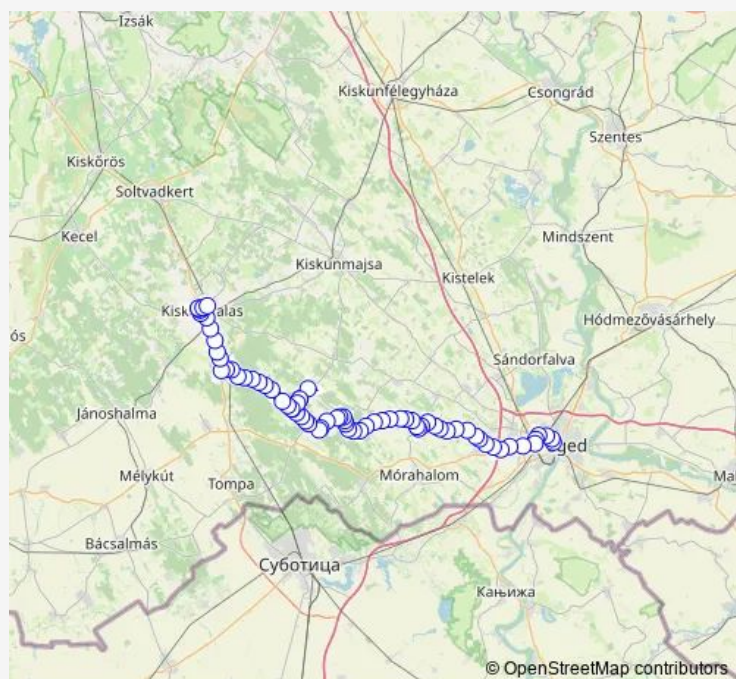 Izsák
Kiskunfélegyháza
Csongrád
Szentes
Kiskőrös
Soltvadkert
Kecel
Mindszent
Kiskunmajsa
Kistelek
Hódmezővásárhely
Sándorfalva
Jánoshalma
Mórahalom
Mélykút
Tompa
Bácsalmás
Суботица
Кањижа
© OpenStreetMap contributors